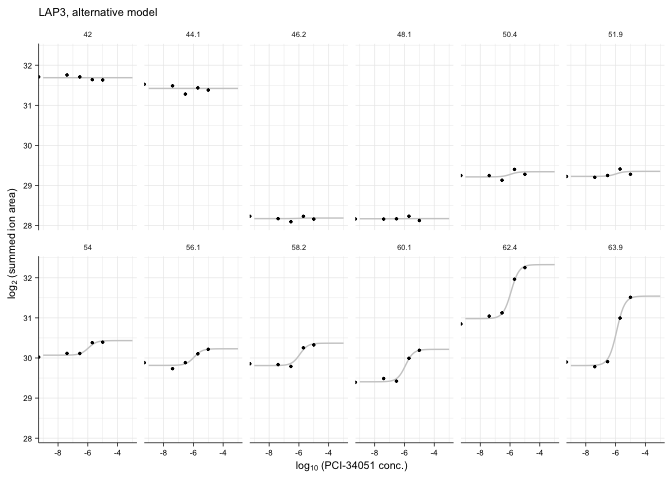 LAP3, alternative model
42 44.1 46.2 48.1 50.4 51.9
32
31
30
29
28
54 56.1 58.2 60.1 62.4 63.9
32
31
30
29
28
log2 (summed ion area)
-8 -6 -4 -8 -6 -4 -8 -6 -4 -8 -6 -4 -8 -6 -4 -8 -6 -4
log10 (PCI-34051 conc.)